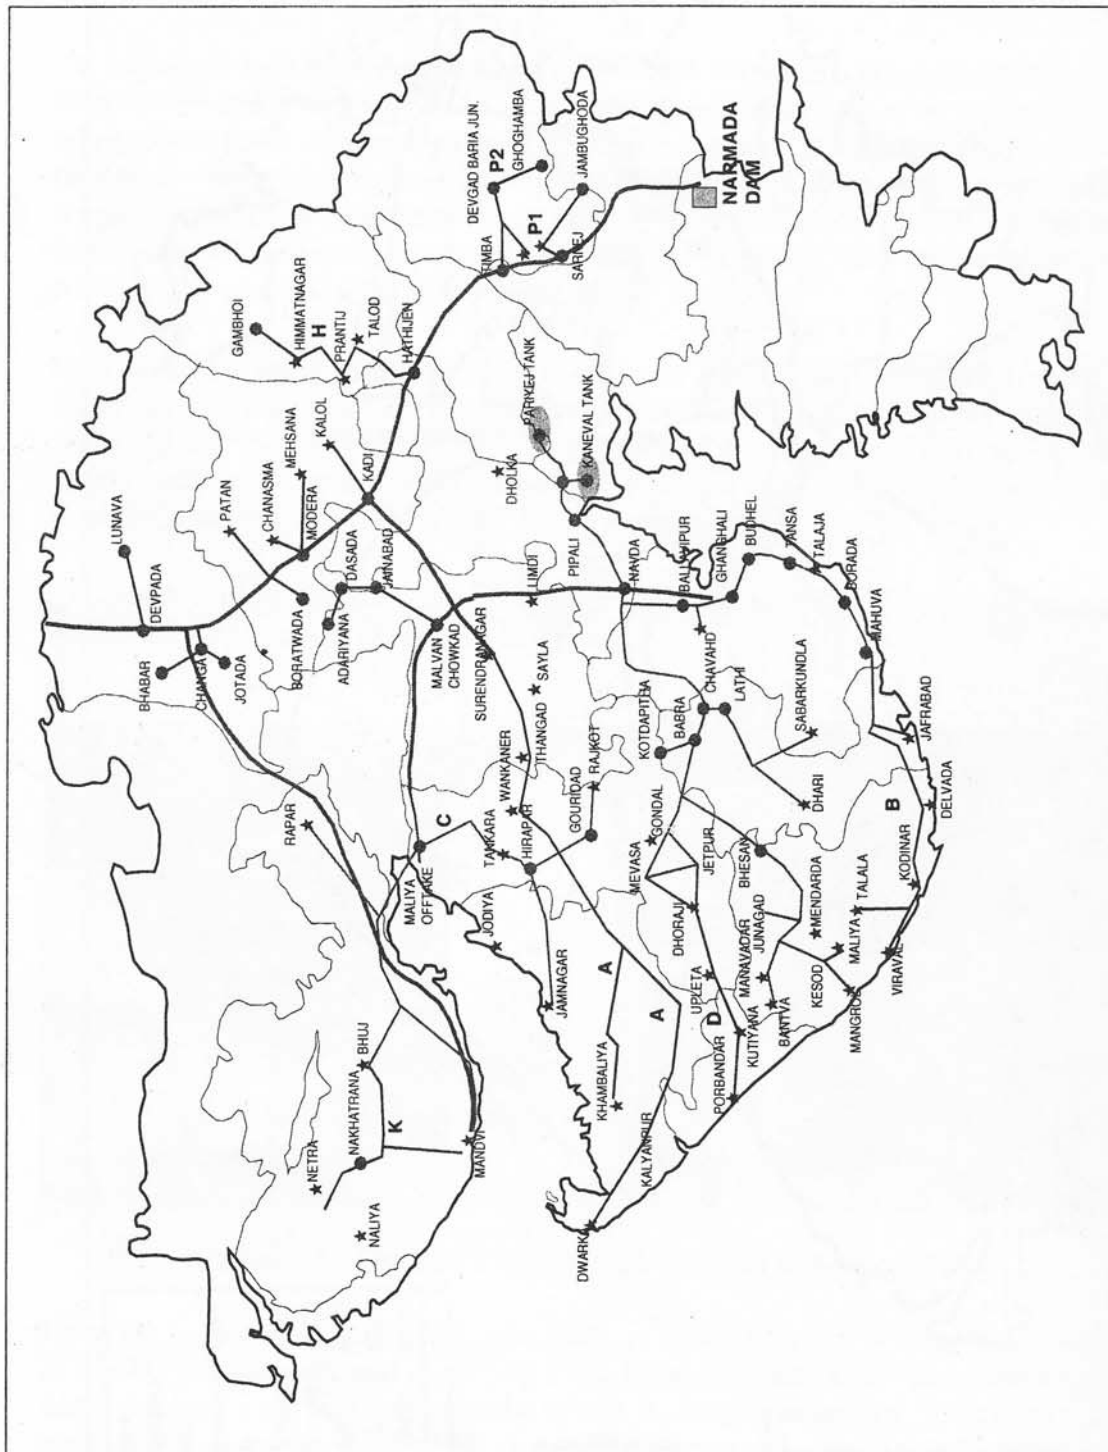 LUNAVA
DEVPADA
BHABAR
CHANGA
JOTADA
PATAN
CHANASMA
MEHSANA
MODERA
KALOL
KADI
BORATWADA
DASADA
ADARIYANA
JAINABAD
GAMBHOI
HIMMATNAGAR
H
PRANTIJ
TALOD
HATHIJEN
DEVGAD BARIA JUN.
P2
GHOGHAMBA
TIMBA
P1
JAMBUGHODA
SARNEJ
NARMADA
DAM
PARIYEJ TANK
KANEVAL TANK
DHOLKA
PIPALI
LIMDI
NAVDA
MALVAN
CHOWKAD
SURENDRANAGAR
SAYLA
THANGAD
WANKANER
RAPAR
C
MALIYA
OFFTAKE
TANKARA
HIRAPAR
GOURIDAD
RAJKOT
JODIYA
JAMNAGAR
BHUJ
NAKHATRANA
K
NETRA
NALIYA
MANDVI
BALLABHIPUR
GHANGHALI
BUDHEL
TANSA
TALAJA
BORADA
MAHUVA
CHAVAHD
LATHI
KOTDAPITRA
BABRA
SABARKUNDLA
DHARI
JAFRABAD
DELVADA
B
KODINAR
TALALA
VIRAVAL
GONDAL
MEVASA
JETPUR
DHORAJI
BHESAN
JUNAGAD
MANAVADAR
MENDARDA
MALIYA
KESOD
MANGROL
BANTVA
UPLETA
D
KUTIYANA
PORBANDAR
A
A
KHAMBALIYA
KALYANPUR
DWARKA